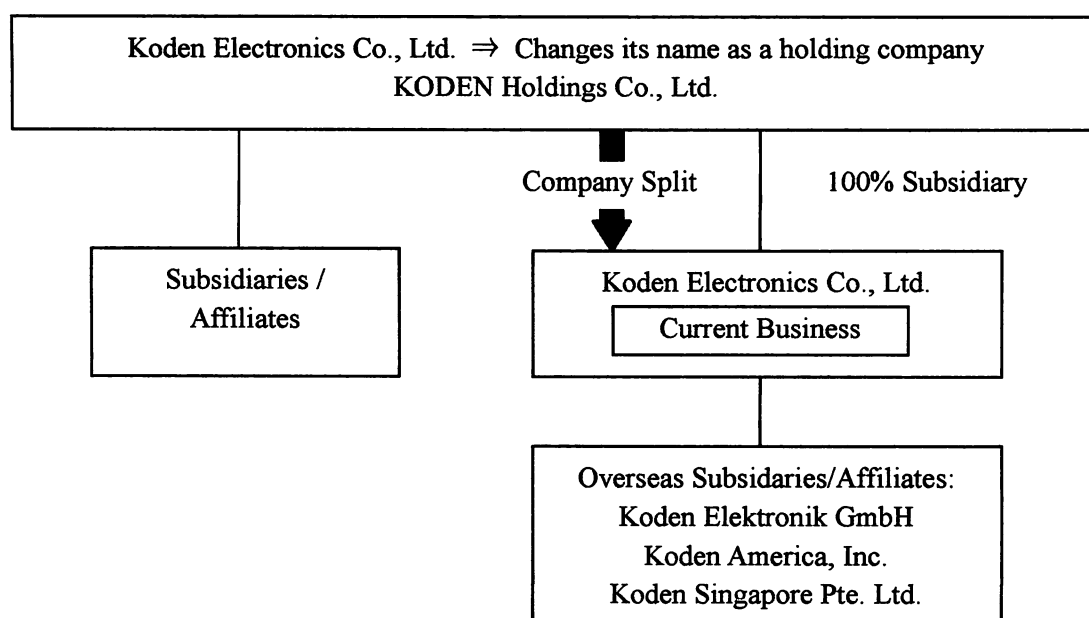 Koden Electronics Co., Ltd. ⇒ Changes its name as a holding company
KODEN Holdings Co., Ltd.
Company Split
100% Subsidiary
Subsidiaries /
Affiliates
Koden Electronics Co., Ltd.
Current Business
Overseas Subsidaries/Affiliates:
Koden Elektronik GmbH
Koden America, Inc.
Koden Singapore Pte. Ltd.